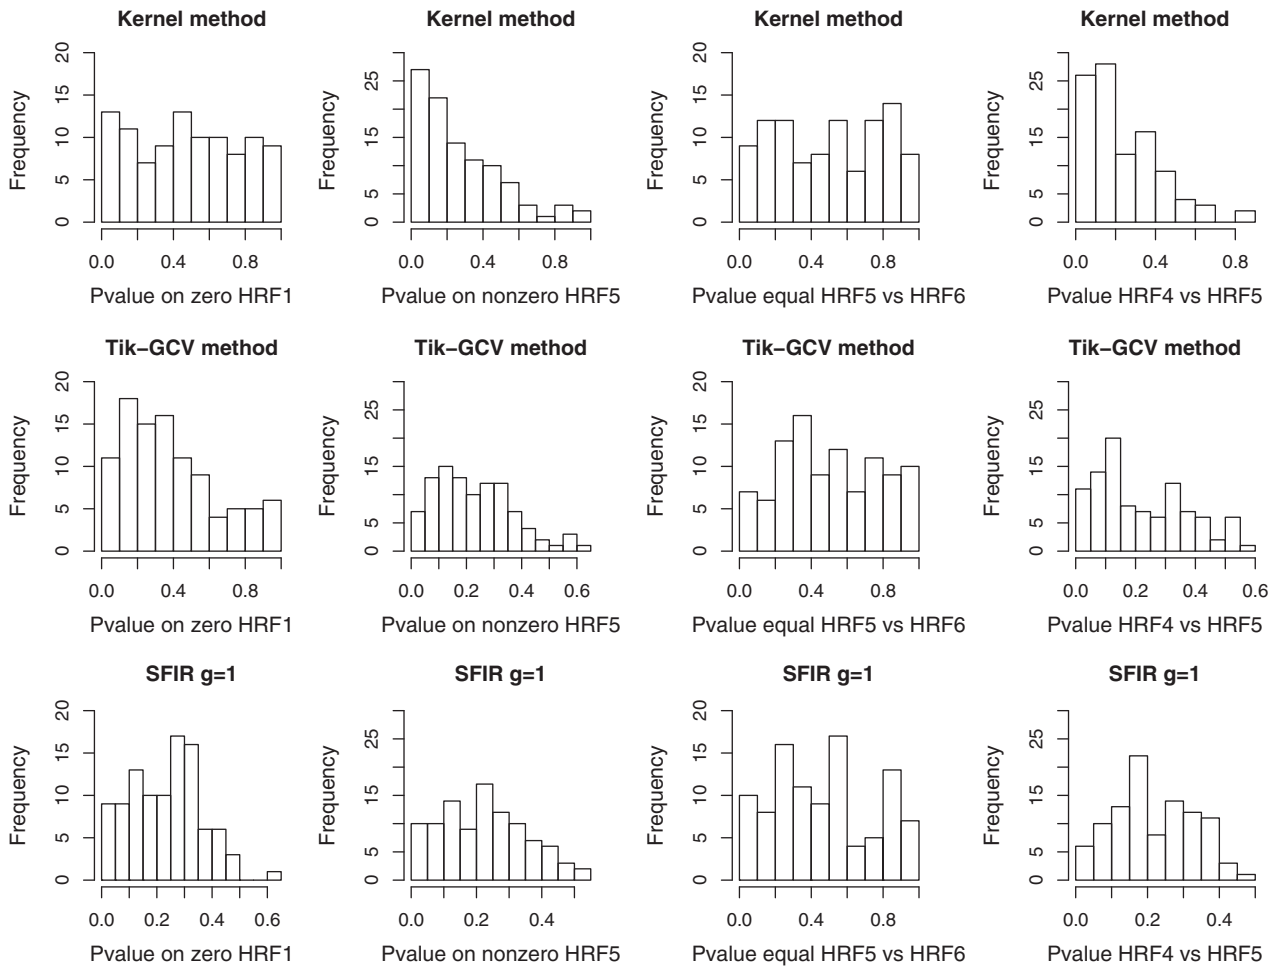 Kernel method Kernel method Kernel method Kernel method
Frequency 0 5 10 15 20 Frequency 0 5 15 25 Frequency 0 5 10 15 20 Frequency 0 5 15 25
0.0 0.4 0.8 0.0 0.4 0.8 0.0 0.4 0.8 0.0 0.4 0.8
Pvalue on zero HRF1 Pvalue on nonzero HRF5 Pvalue equal HRF5 vs HRF6 Pvalue HRF4 vs HRF5
Tik−GCV method Tik−GCV method Tik−GCV method Tik−GCV method
Frequency 0 5 10 15 20 Frequency 0 5 15 25 Frequency 0 5 10 15 20 Frequency 0 5 15 25
0.0 0.4 0.8 0.0 0.2 0.4 0.6 0.0 0.4 0.8 0.0 0.2 0.4 0.6
Pvalue on zero HRF1 Pvalue on nonzero HRF5 Pvalue equal HRF5 vs HRF6 Pvalue HRF4 vs HRF5
SFIR g=1 SFIR g=1 SFIR g=1 SFIR g=1
Frequency 0 5 10 15 20 Frequency 0 5 15 25 Frequency 0 5 10 15 20 Frequency 0 5 15 25
0.0 0.2 0.4 0.6 0.0 0.2 0.4 0.0 0.4 0.8 0.0 0.2 0.4
Pvalue on zero HRF1 Pvalue on nonzero HRF5 Pvalue equal HRF5 vs HRF6 Pvalue HRF4 vs HRF5